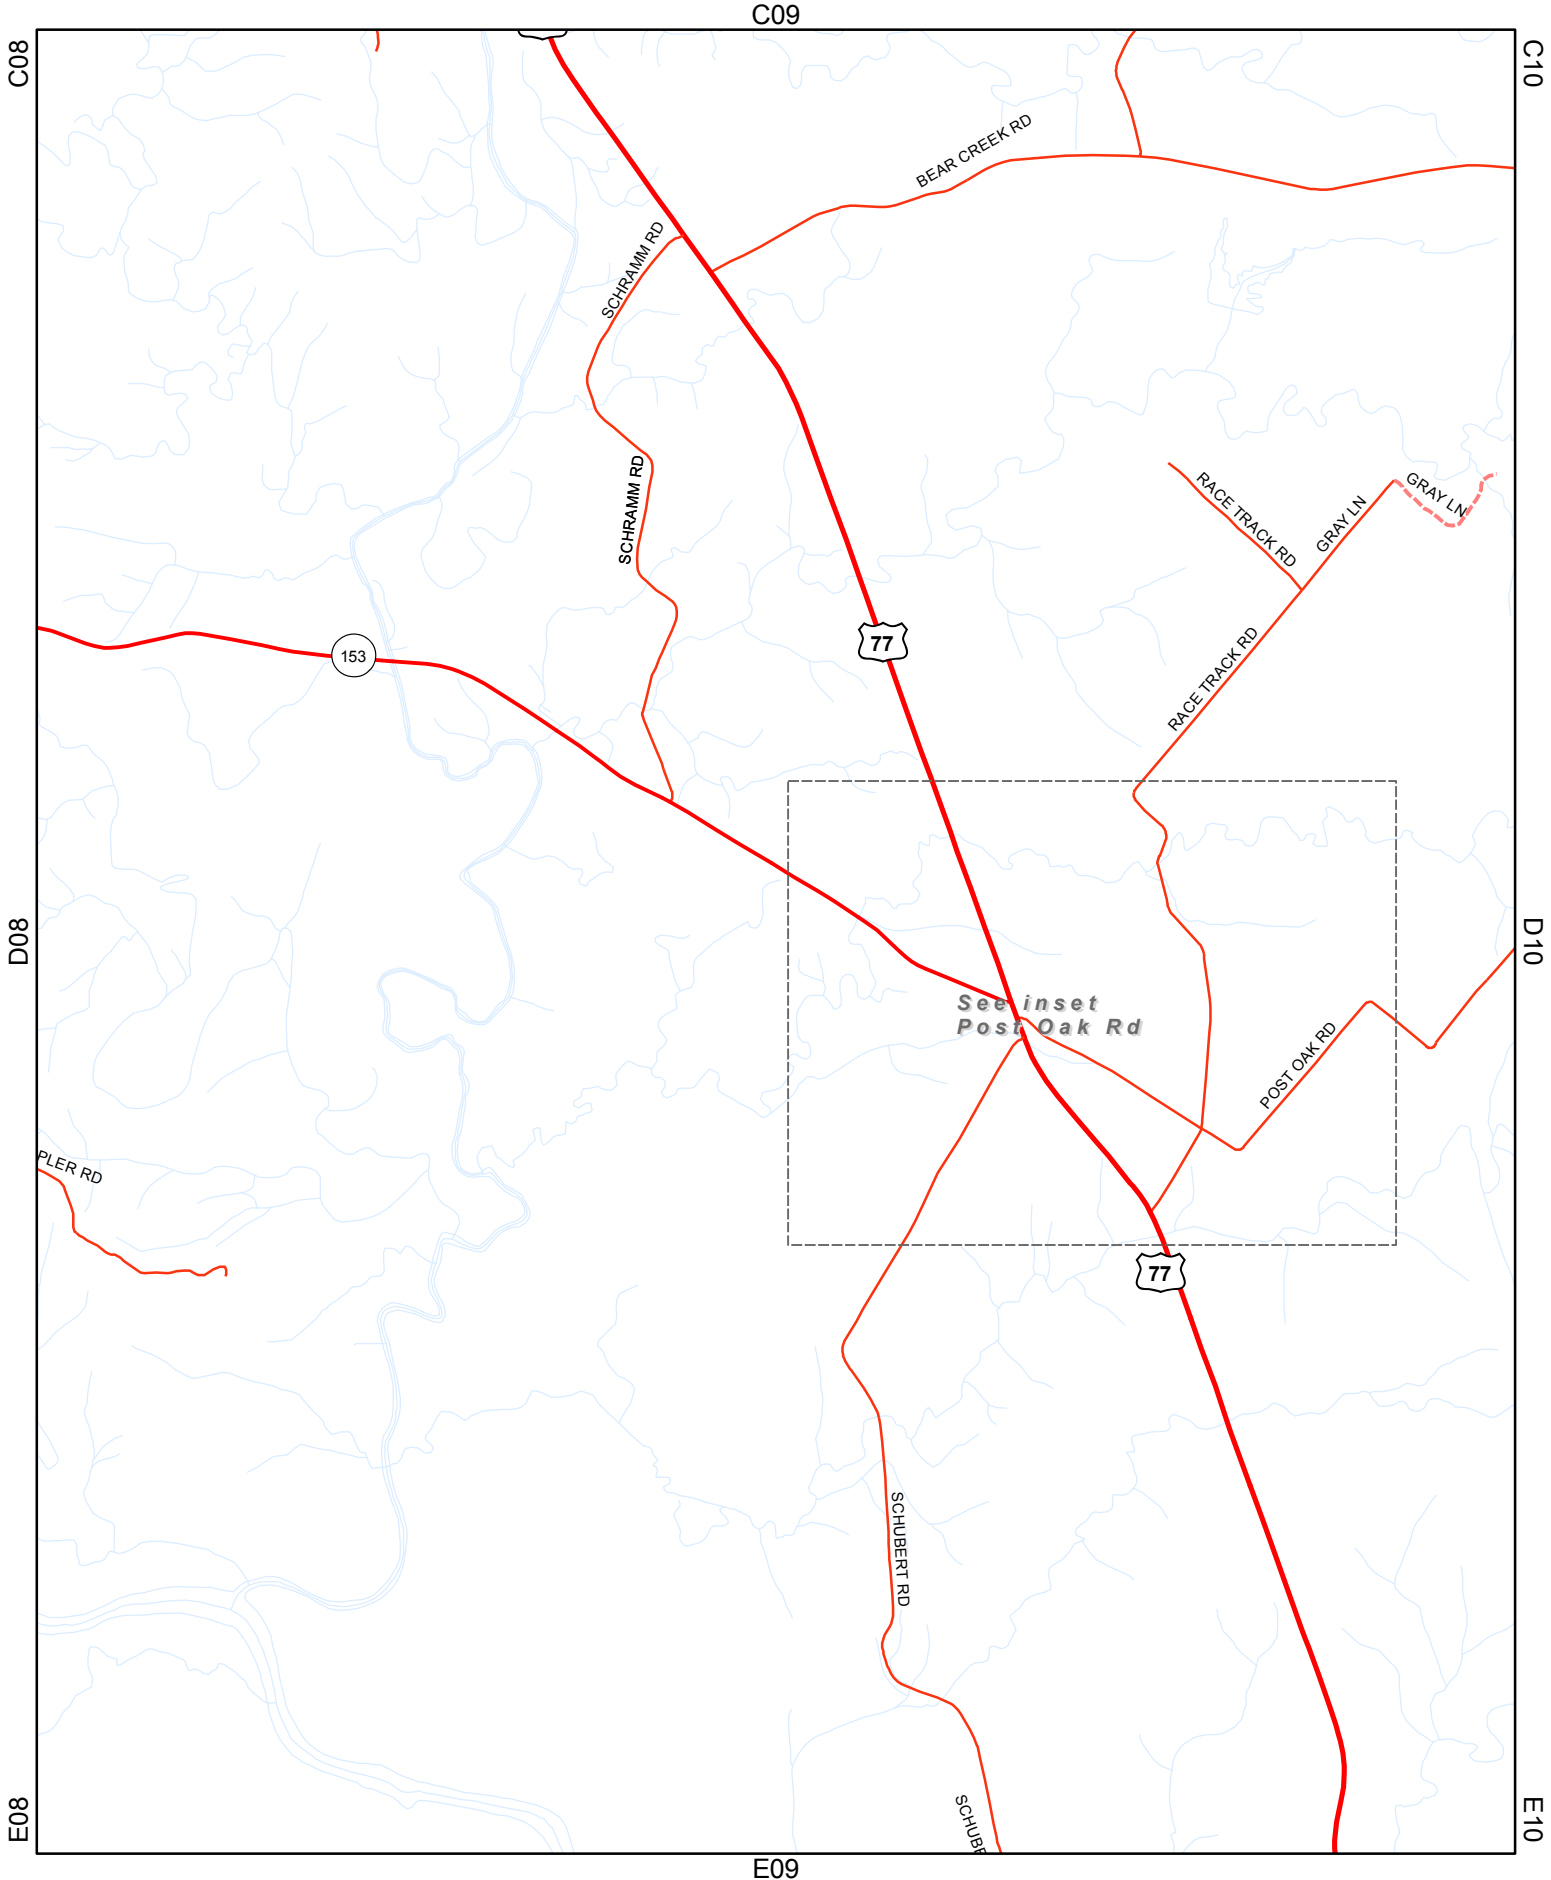 C09
C08
C10
BEAR CREEK RD
SCHRAMM RD
SCHRAMM RD
RACE TRACK RD
GRAY LN
GRAY LN
77
153
RACE TRACK RD
D08
D10
See inset
Post Oak Rd
POST OAK RD
PLER RD
77
SCHUBERT RD
SCHUBE
E08
E10
E09